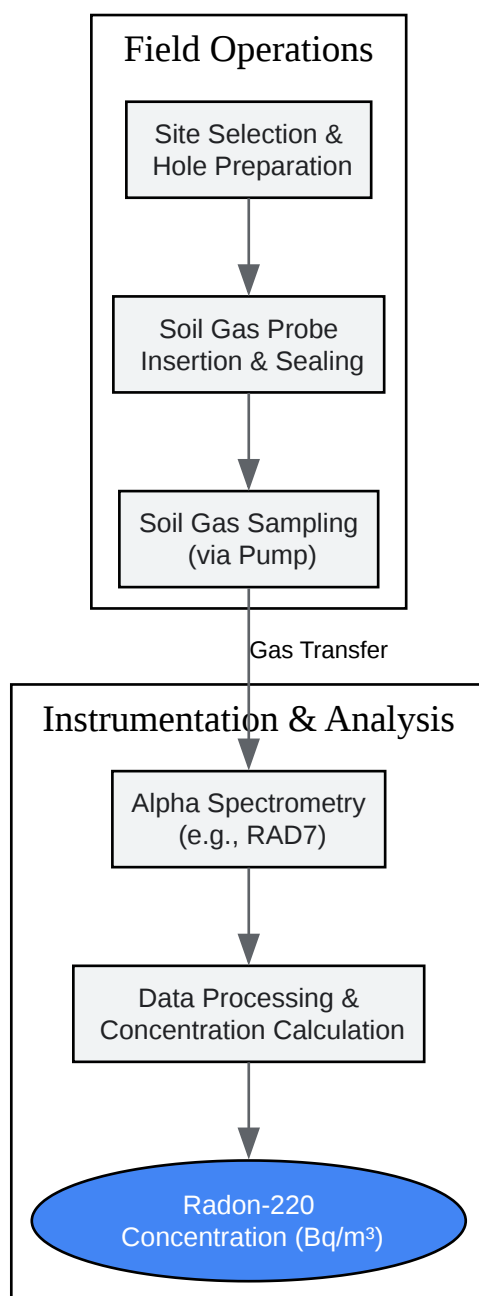 Field Operations
Site Selection &
Hole Preparation
Soil Gas Probe
Insertion & Sealing
Soil Gas Sampling
(via Pump)
Gas Transfer
Instrumentation & Analysis
Alpha Spectrometry
(e.g., RAD7)
Data Processing &
Concentration Calculation
Radon-220
Concentration (Bq/m³)